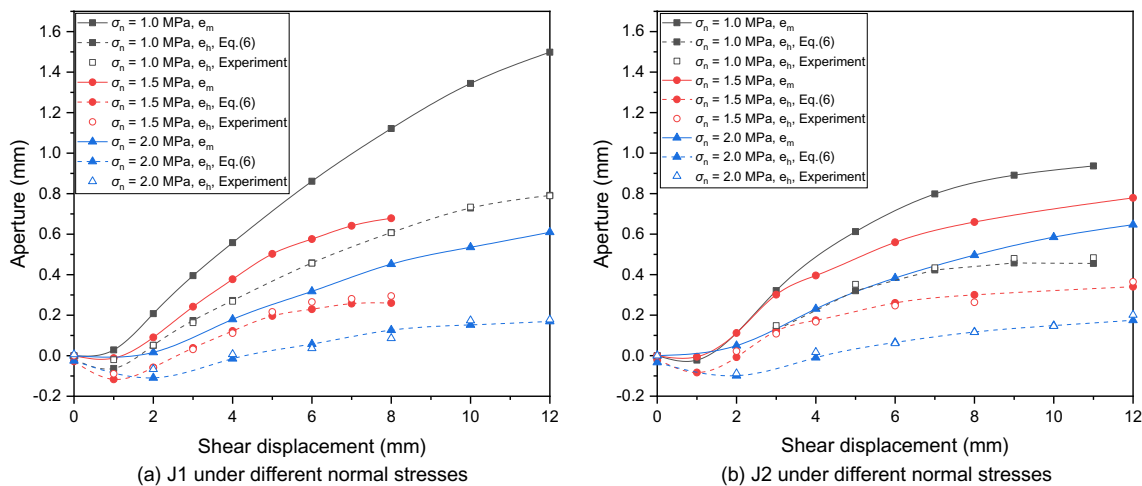 σn = 1.0 MPa, em
σn = 1.0 MPa, eh, Eq.(6)
σn = 1.0 MPa, eh, Experiment
σn = 1.5 MPa, em
σn = 1.5 MPa, eh, Eq.(6)
σn = 1.5 MPa, eh, Experiment
σn = 2.0 MPa, em
σn = 2.0 MPa, eh, Eq.(6)
σn = 2.0 MPa, eh, Experiment
1.6
1.4
1.2
1.0
0.8
0.6
0.4
0.2
0.0
-0.2
Aperture (mm)
0 2 4 6 8 10 12
Shear displacement (mm)
(a) J1 under different normal stresses
σn = 1.0 MPa, em
σn = 1.0 MPa, eh, Eq.(6)
σn = 1.0 MPa, eh, Experiment
σn = 1.5 MPa, em
σn = 1.5 MPa, eh, Eq.(6)
σn = 1.5 MPa, eh, Experiment
σn = 2.0 MPa, em
σn = 2.0 MPa, eh, Eq.(6)
σn = 2.0 MPa, eh, Experiment
1.6
1.4
1.2
1.0
0.8
0.6
0.4
0.2
0.0
-0.2
Aperture (mm)
0 2 4 6 8 10 12
Shear displacement (mm)
(b) J2 under different normal stresses